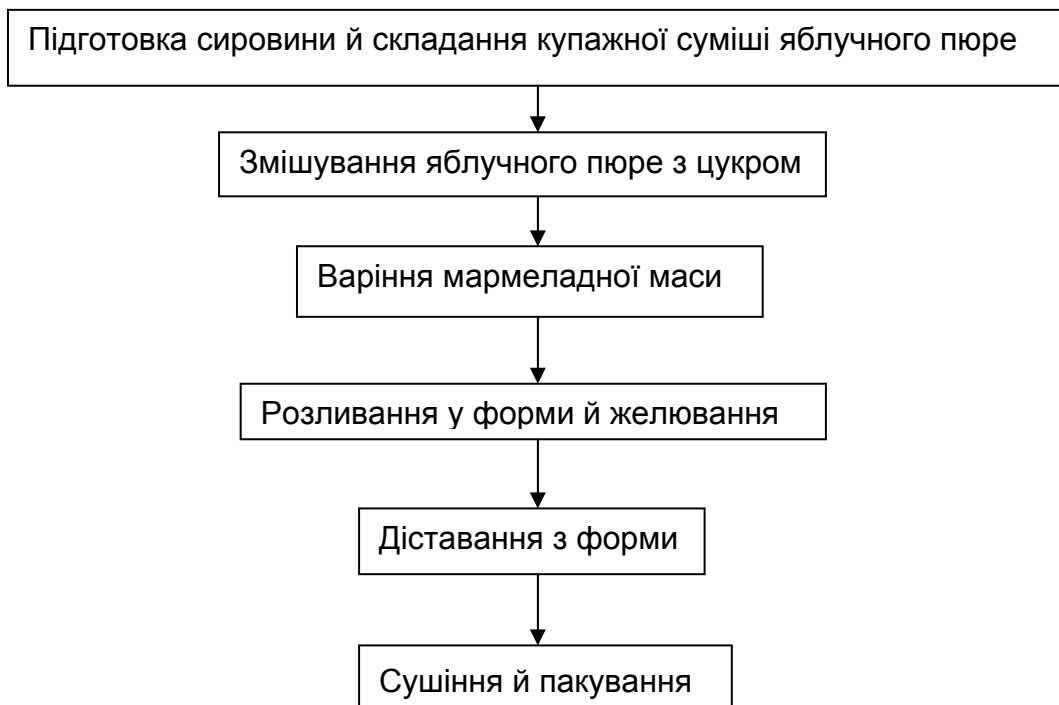 Підготовка сировини й складання купажної суміші яблучного пюре
Змішування яблучного пюре з цукром
Варіння мармеладної маси
Розливання у форми й желювання
Діставання з форми
Сушіння й пакування